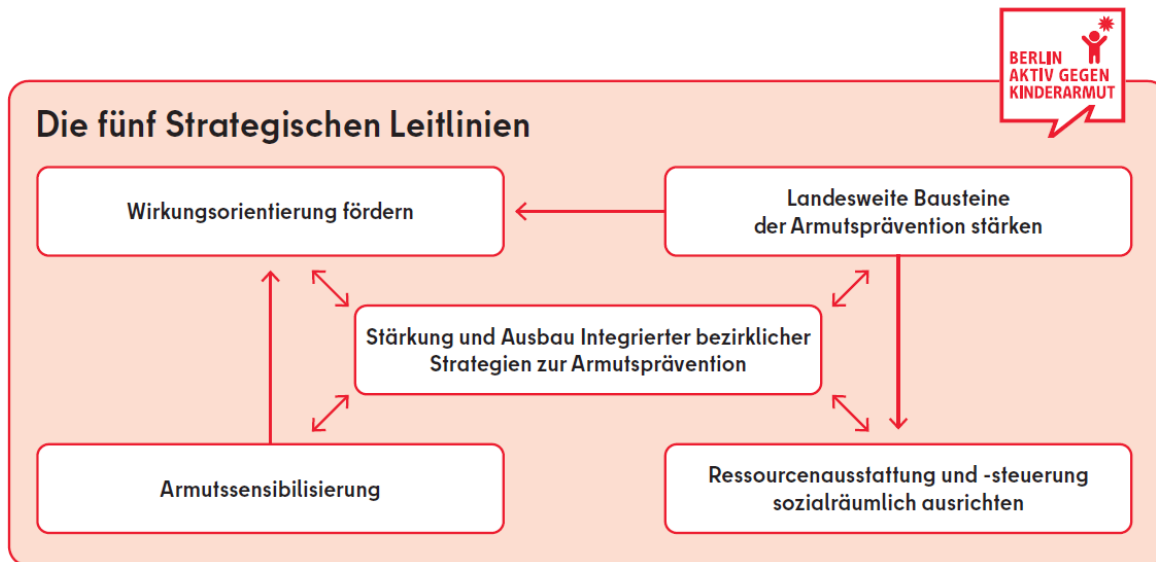 BERLIN
AKTIV GEGEN
KINDERARMUT
Die fünf Strategischen Leitlinien
Wirkungsorientierung fördern
Landesweite Bausteine
der Armutsprävention stärken
Stärkung und Ausbau Integrierter bezirklicher
Strategien zur Armutsprävention
Armutssensibilisierung
Ressourcenausstattung und -steuerung
sozialräumlich ausrichten